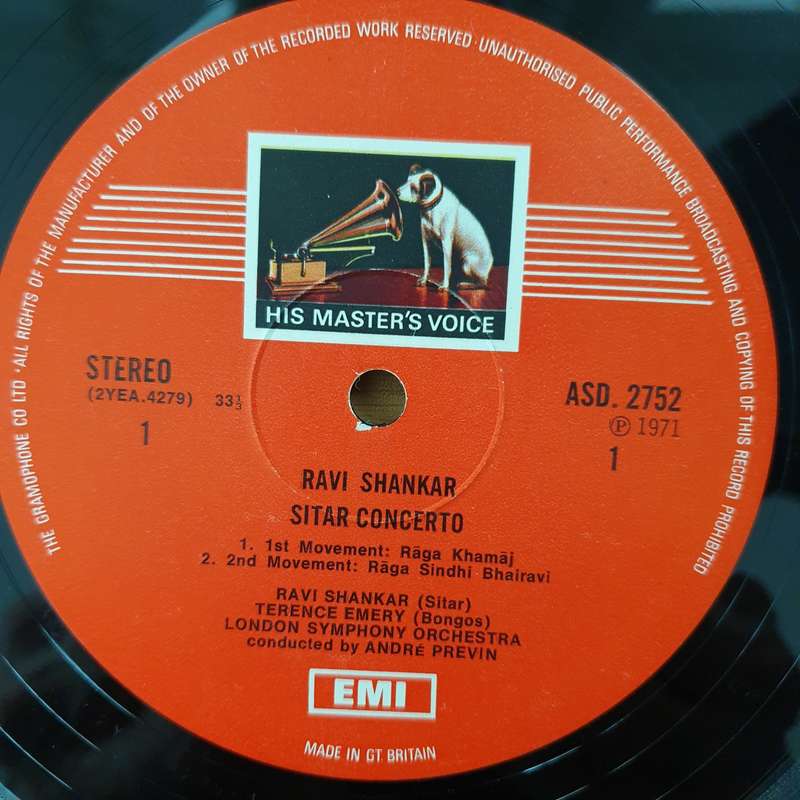 THE GRAMOPHONE CO LTD · ALL RIGHTS OF THE MANUFACTURER AND OF THE OWNER OF THE RECORDED WORK RESERVED · UNAUTHORISED PUBLIC PERFORMANCE BROADCASTING AND COPYING OF THIS RECORD PROHIBITED
HIS MASTER'S VOICE
STEREO
(2YEA.4279) 33⅓
1
ASD. 2752
Ⓟ 1971
1
RAVI SHANKAR
SITAR CONCERTO
1. 1st Movement: Rāga Khamāj
2. 2nd Movement: Rāga Sindhi Bhairavi
RAVI SHANKAR (Sitar)
TERENCE EMERY (Bongos)
LONDON SYMPHONY ORCHESTRA
conducted by ANDRÉ PREVIN
EMI
MADE IN GT. BRITAIN